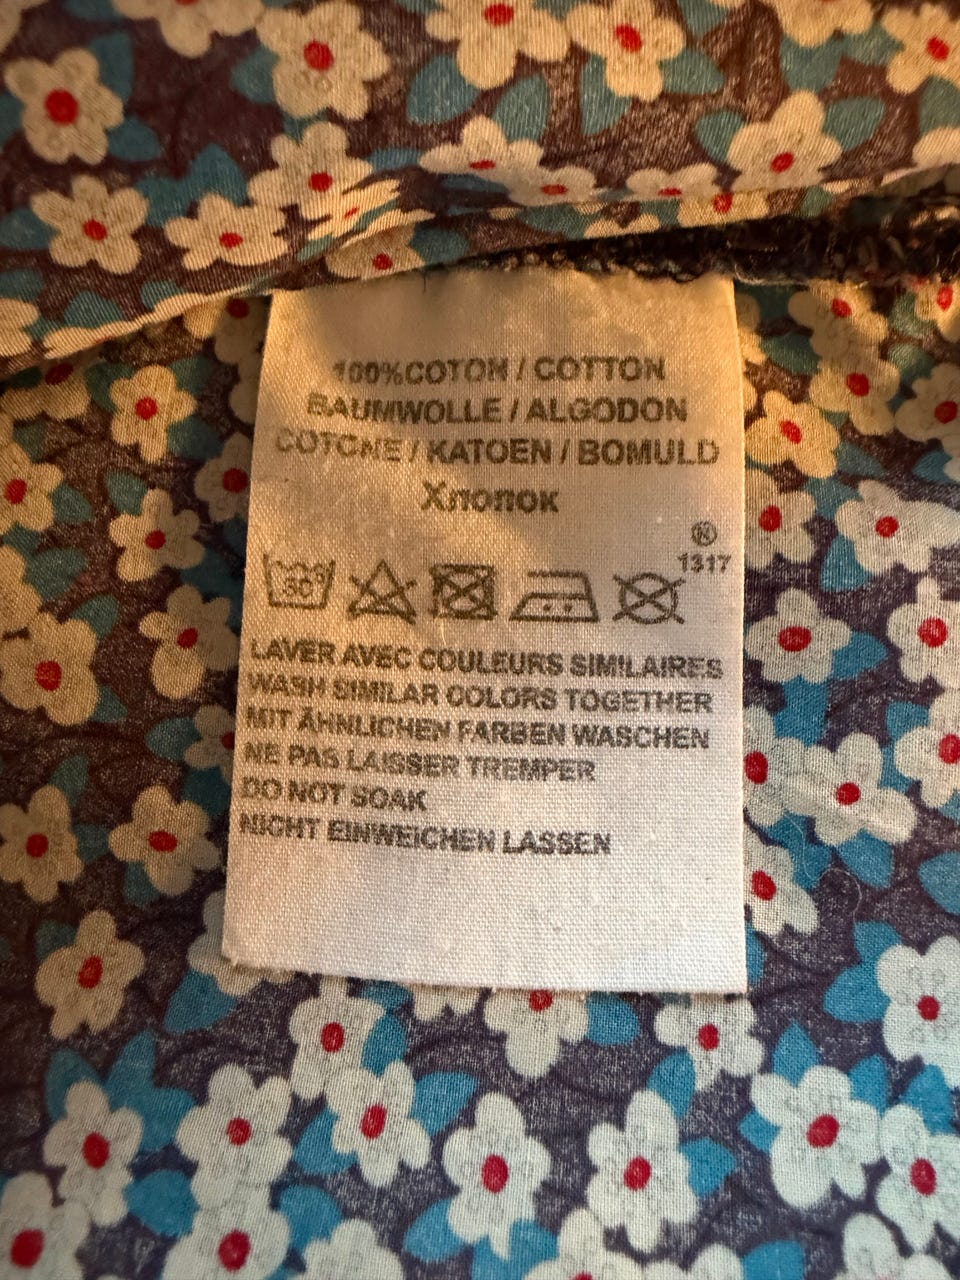 100%COTON / COTTON
BAUMWOLLE / ALGODON
COTONE / KATOEN / BOMULD
Хлопок
®
1317
30
LAVER AVEC COULEURS SIMILAIRES
WASH SIMILAR COLORS TOGETHER
MIT ÄHNLICHEN FARBEN WASCHEN
NE PAS LAISSER TREMPER
DO NOT SOAK
NICHT EINWEICHEN LASSEN